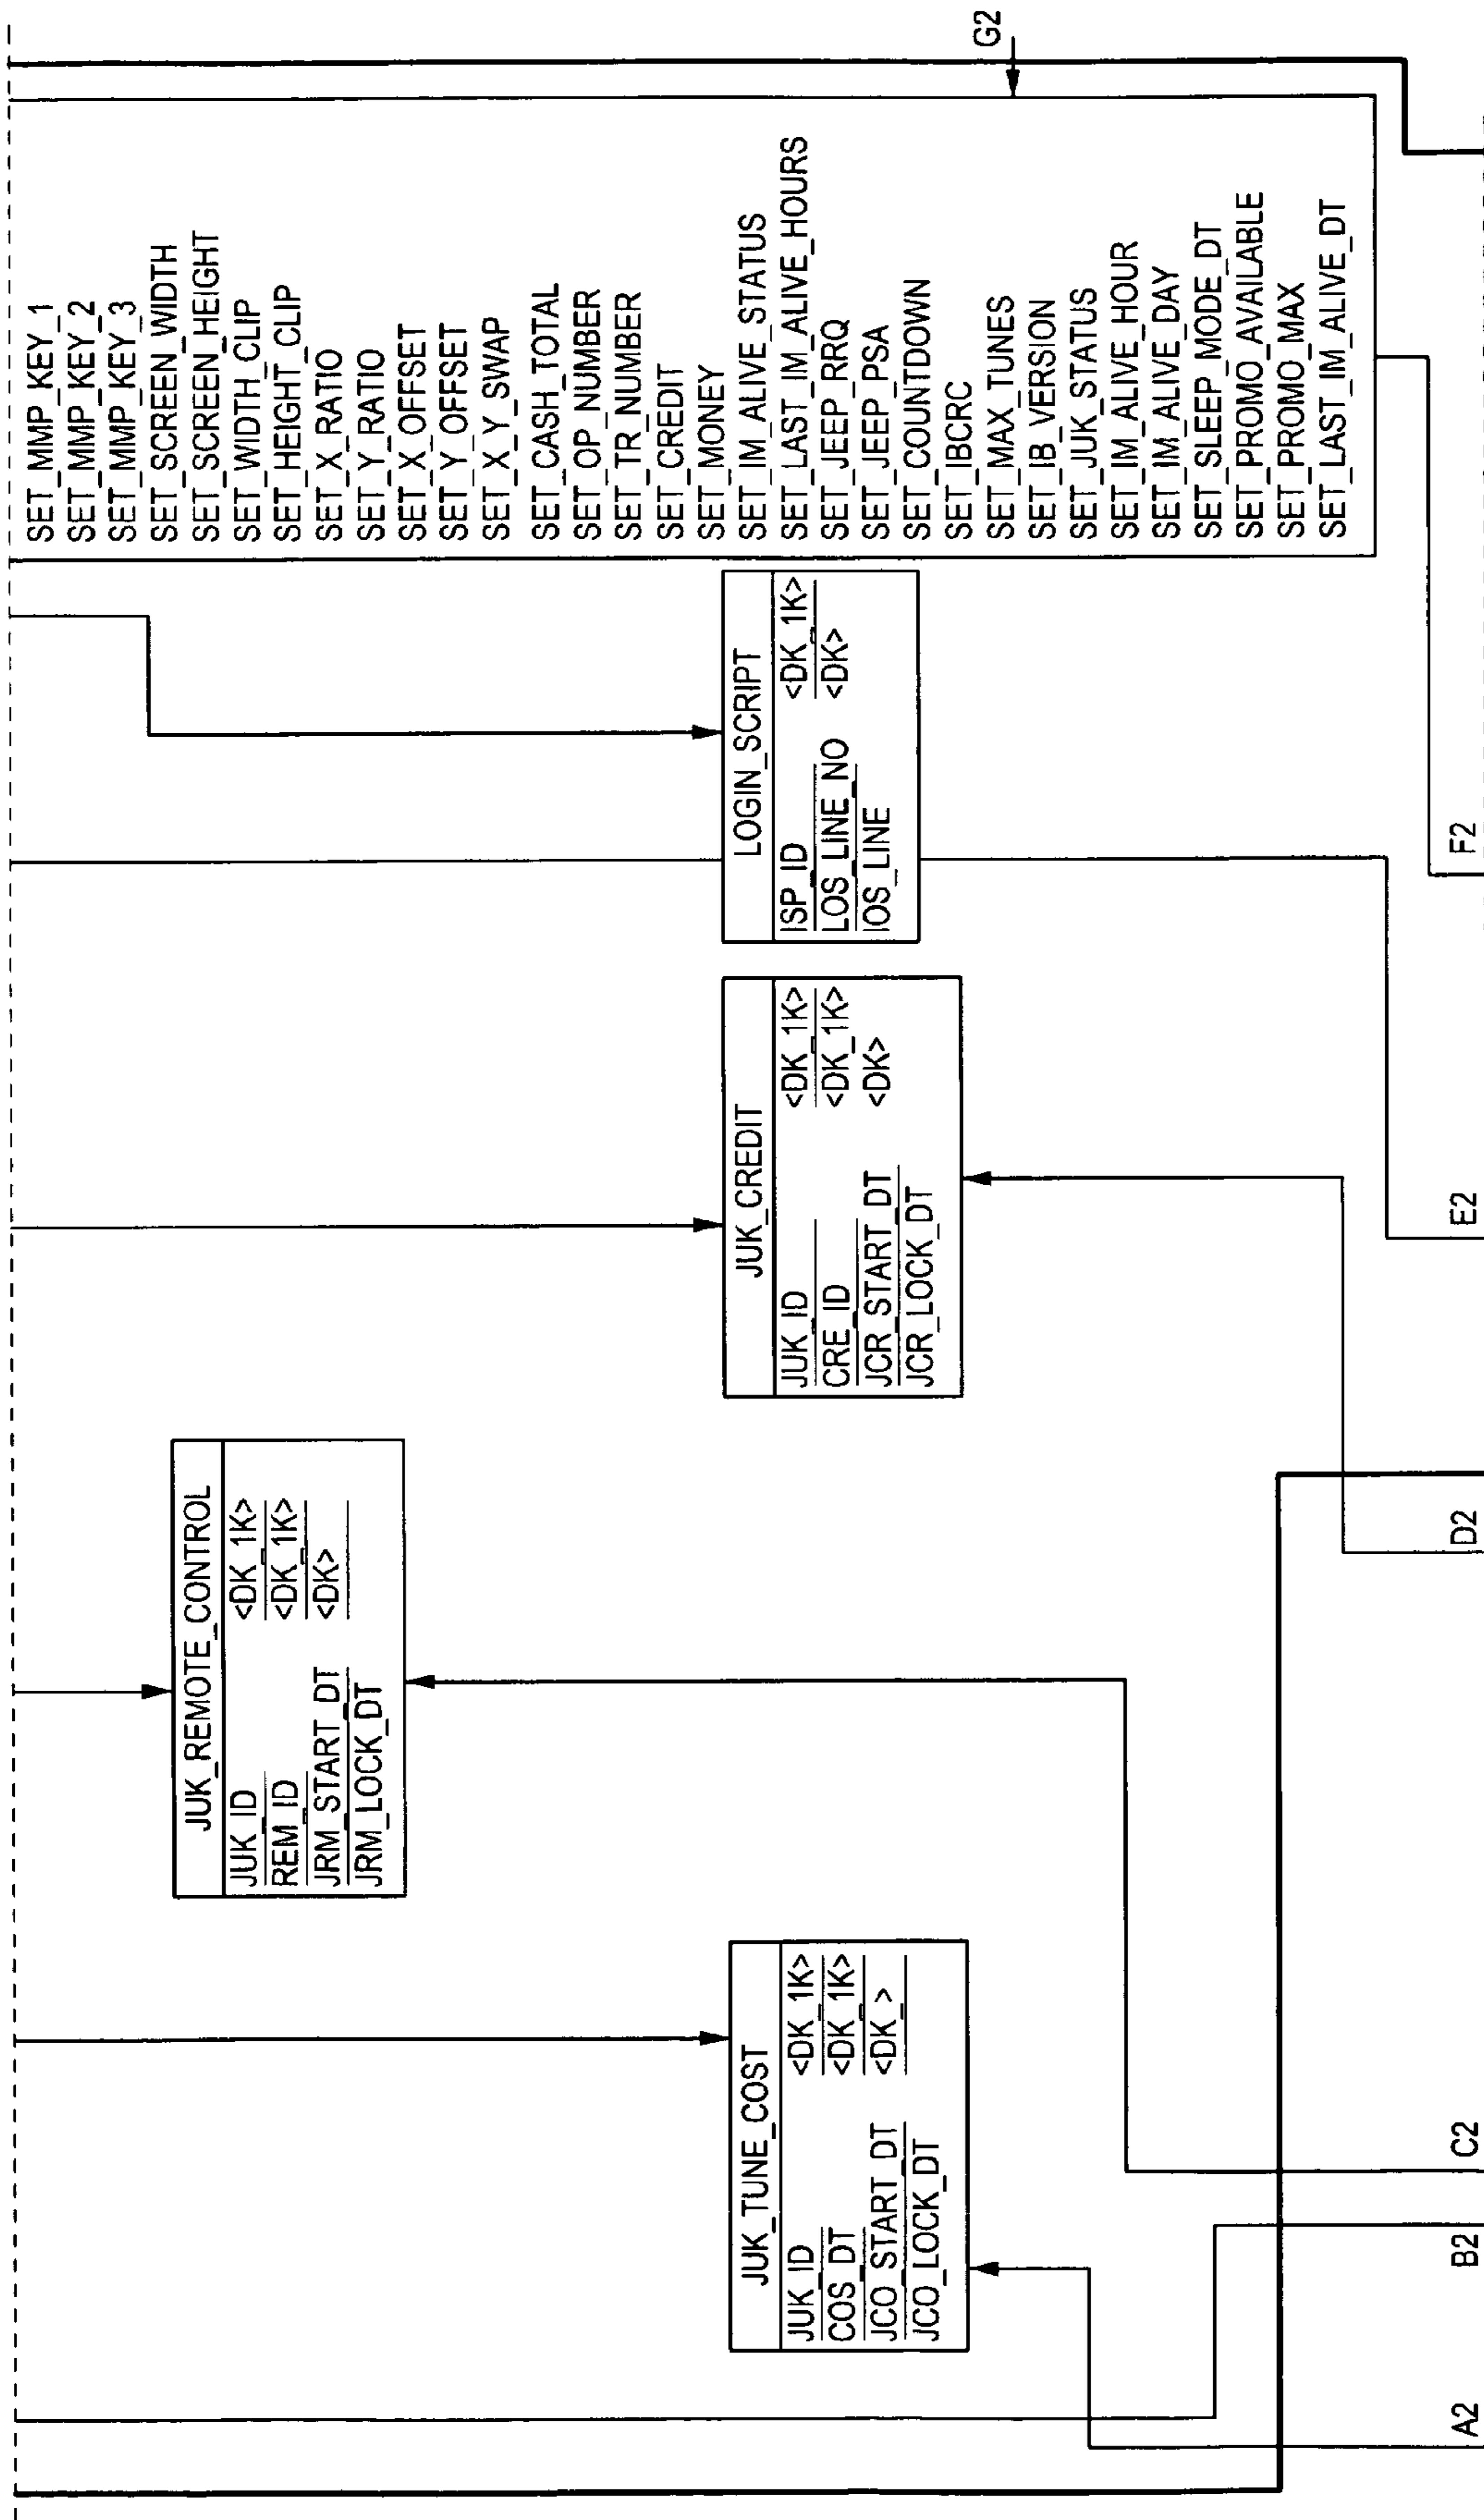 SET_MMP_KEY_1
SET_MMP_KEY_2
SET_MMP_KEY_3
SET_SCREEN_WIDTH
SET_SCREEN_HEIGHT
SET_WIDTH_CLIP
SET_HEIGHT_CLIP
SET_X_RATIO
SET_Y_RATIO
SET_X_OFFSET
SET_Y_OFFSET
SET_X_Y_SWAP
SET_CASH_TOTAL
SET_OP_NUMBER
SET_TR_NUMBER
SET_CREDIT
SET_MONEY
SET_IM_ALIVE_STATUS
SET_LAST_IM_ALIVE_HOURS
SET_JEEP_RRQ
SET_JEEP_PSA
SET_COUNTDOWN
SET_IBCRC
SET_MAX_TUNES
SET_IB_VERSION
SET_JUK_STATUS
SET_IM_ALIVE_HOUR
SET_IM_ALIVE_DAY
SET_SLEEP_MODE_DT
SET_PROMO_AVAILABLE
SET_PROMO_MAX
SET_LAST_IM_ALIVE_DT
G2
LOGIN_SCRIPT
ISP_ID <DK_1K>
LOS_LINE_NO <DK>
IOS_LINE
JUK_CREDIT
JUK_ID <DK_1K>
CRE_ID <DK_1K>
JCR_START_DT <DK>
JCR_LOCK_DT
JUK_REMOTE_CONTROL
JUK_ID <DK_1K>
REM_ID <DK_1K>
JRM_START_DT <DK>
JRM_LOCK_DT
JUK_TUNE_COST
JUK_ID <DK_1K>
COS_DT <DK_1K>
JCO_START_DT <DK_>
JCO_LOCK_DT
A2
B2
C2
D2
E2
F2